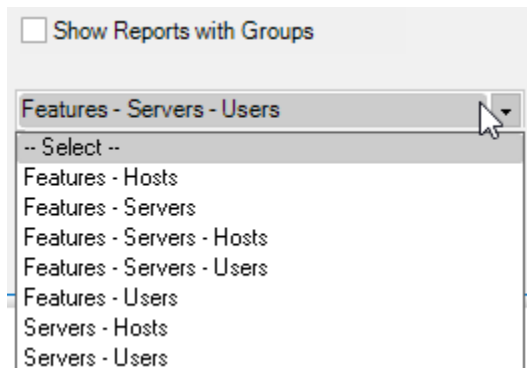 Show Reports with Groups
Features - Servers - Users
-- Select --
Features - Hosts
Features - Servers
Features - Servers - Hosts
Features - Servers - Users
Features - Users
Servers - Hosts
Servers - Users